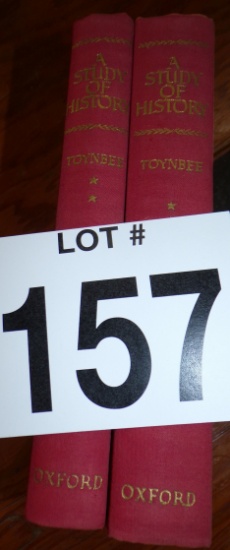 A
STUDY
OF
HISTORY
TOYNBEE
*
*
OXFORD
A
STUDY
OF
HISTORY
TOYNBEE
*
OXFORD
LOT #
157